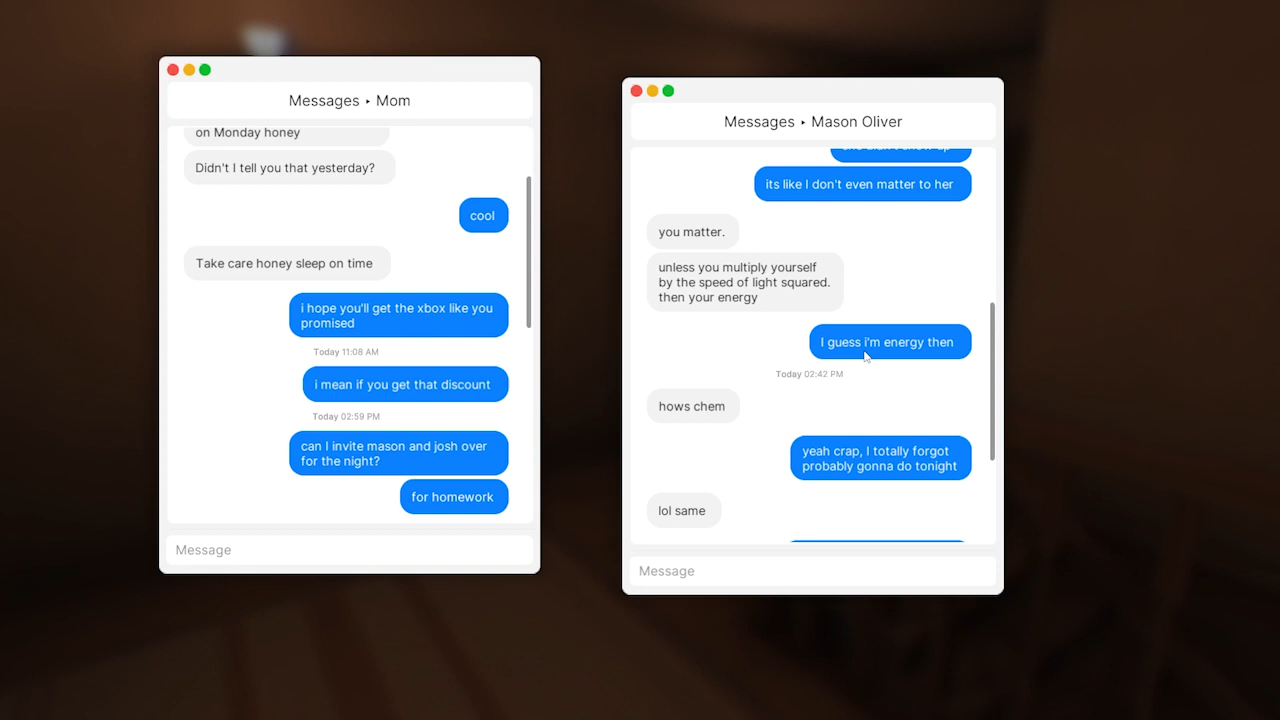 Messages ▸ Mom
on Monday honey
Didn't I tell you that yesterday?
cool
Take care honey sleep on time
i hope you'll get the xbox like you
promised
Today 11:08 AM
i mean if you get that discount
Today 02:59 PM
can I invite mason and josh over
for the night?
for homework
Message
Messages ▸ Mason Oliver
its like I don't even matter to her
you matter.
unless you multiply yourself
by the speed of light squared.
then your energy
I guess i'm energy then
Today 02:42 PM
hows chem
yeah crap, I totally forgot
probably gonna do tonight
lol same
Message